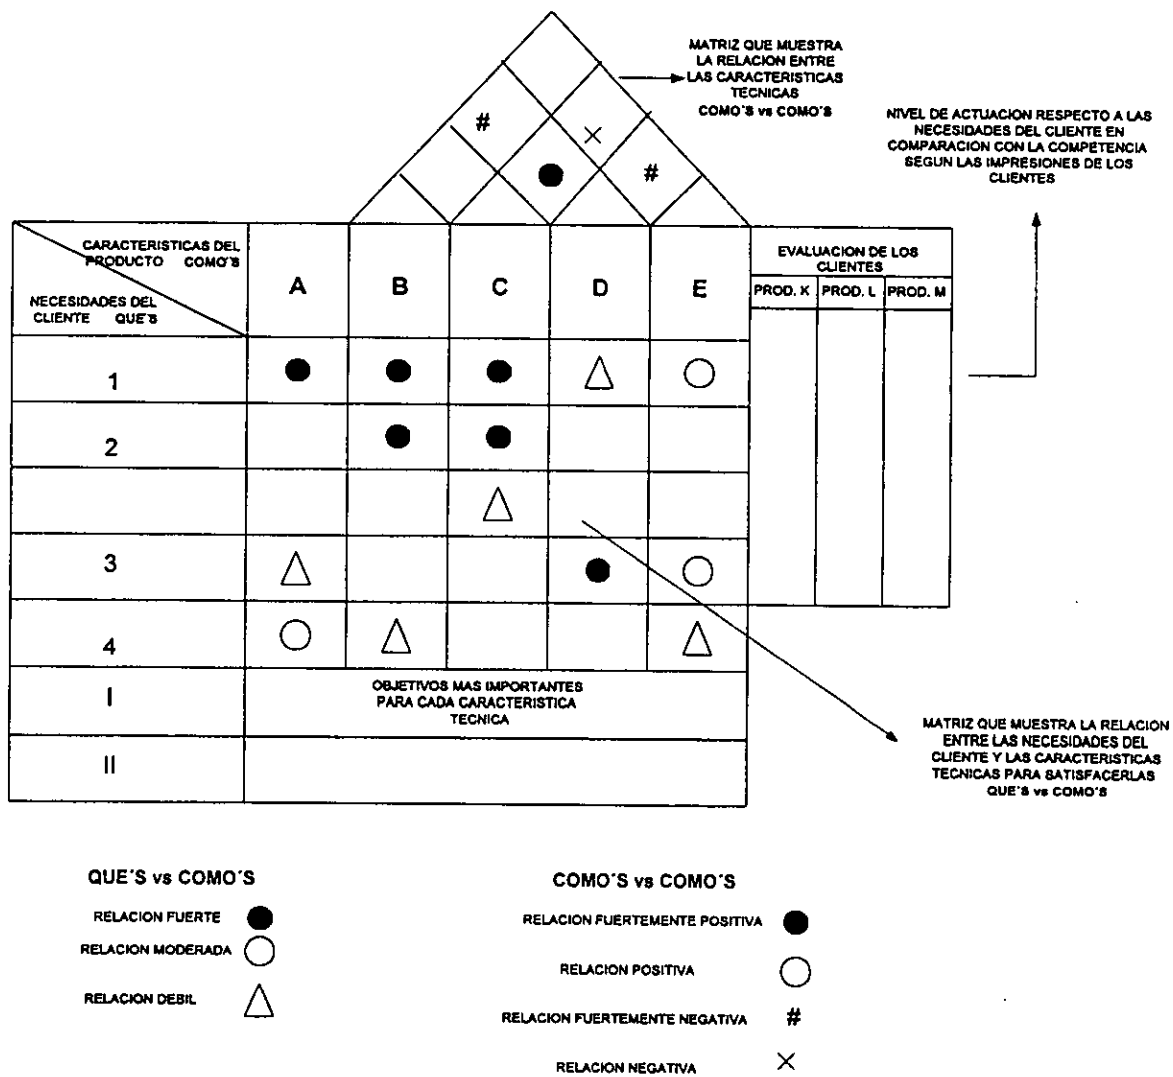 MATRIZ QUE MUESTRA
LA RELACION ENTRE
LAS CARACTERISTICAS
TECNICAS
COMO´S vs COMO´S
NIVEL DE ACTUACION RESPECTO A LAS
NECESIDADES DEL CLIENTE EN
COMPARACION CON LA COMPETENCIA
SEGUN LAS IMPRESIONES DE LOS
CLIENTES
#
×
#
CARACTERISTICAS DEL
PRODUCTO COMO´S
NECESIDADES DEL
CLIENTE QUE´S
A
B
C
D
E
EVALUACION DE LOS
CLIENTES
PROD. X
PROD. L
PROD. M
1
2
3
4
I
OBJETIVOS MAS IMPORTANTES
PARA CADA CARACTERISTICA
TECNICA
II
MATRIZ QUE MUESTRA LA RELACION
ENTRE LAS NECESIDADES DEL
CLIENTE Y LAS CARACTERISTICAS
TECNICAS PARA SATISFACERLAS
QUE´S vs COMO´S
QUE´S vs COMO´S
RELACION FUERTE
RELACION MODERADA
RELACIÓN DEBIL
COMO´S vs COMO´S
RELACION FUERTEMENTE POSITIVA
RELACION POSITIVA
RELACION FUERTEMENTE NEGATIVA #
RELACION NEGATIVA ×